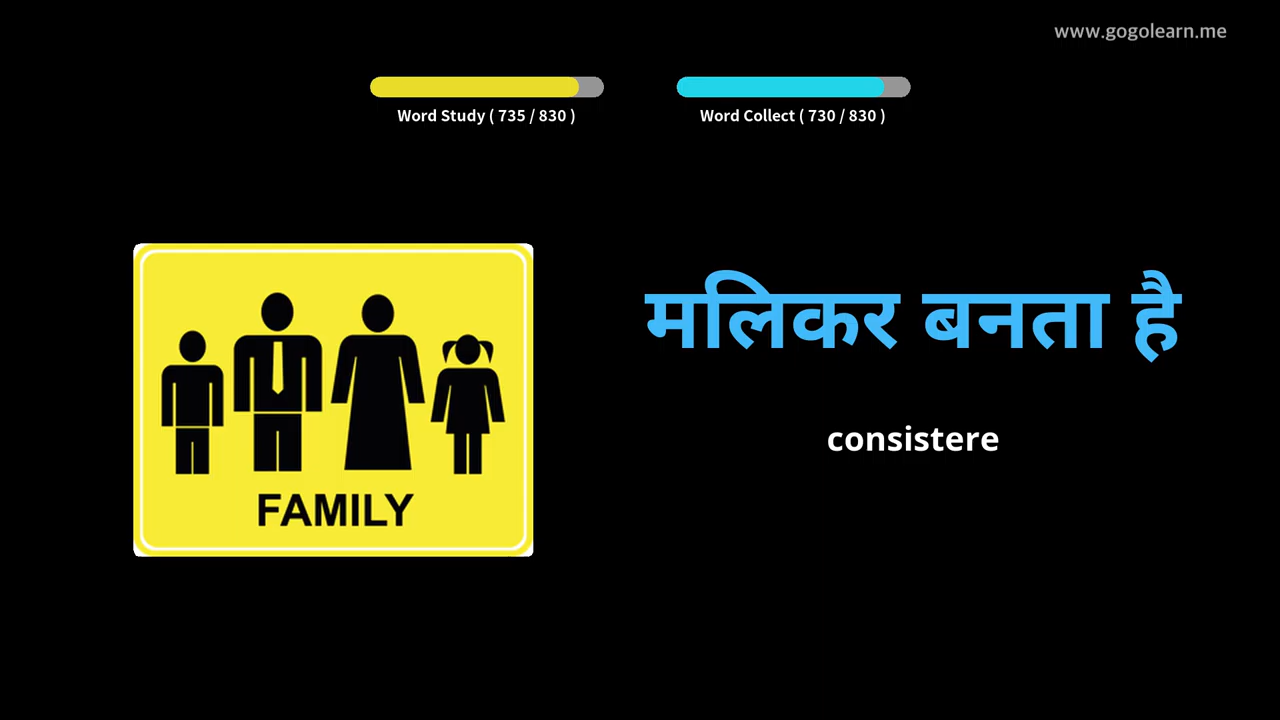 www.gogolearn.me
Word Study ( 735 / 830 )
Word Collect ( 730 / 830 )
मलिकर बनता है
consistere
FAMILY